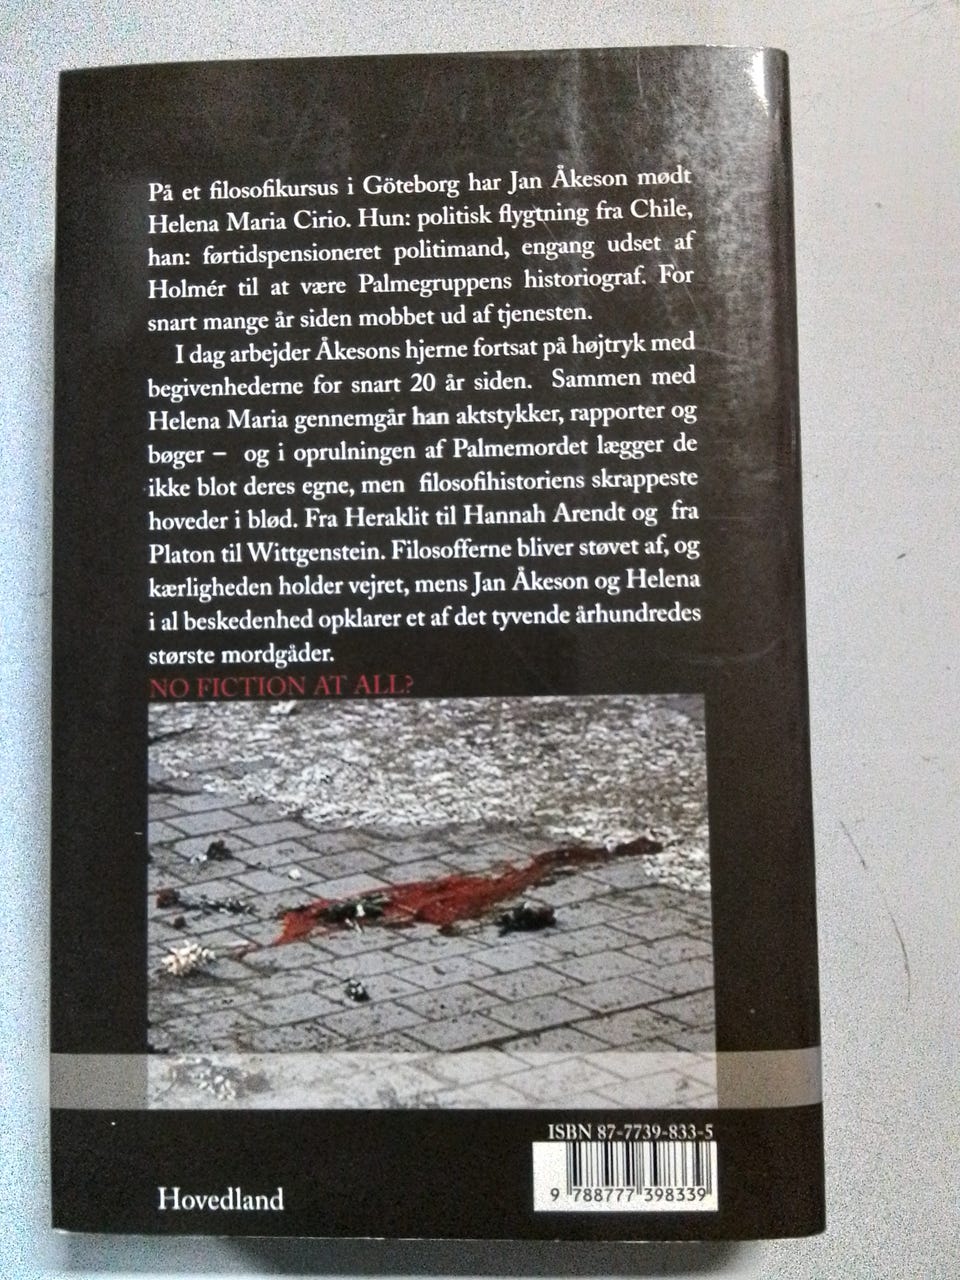 På et filosofikursus i Göteborg har Jan Åkeson mødt
Helena Maria Cirio. Hun: politisk flygtning fra Chile,
han: førtidspensioneret politimand, engang udset af
Holmér til at være Palmegruppens historiograf. For
snart mange år siden mobbet ud af tjenesten.
I dag arbejder Åkesons hjerne fortsat på højtryk med
begivenhederne for snart 20 år siden. Sammen med
Helena Maria gennemgår han aktstykker, rapporter og
bøger – og i oprulningen af Palmemordet lægger de
ikke blot deres egne, men filosofihistoriens skrappeste
hoveder i blød. Fra Heraklit til Hannah Arendt og fra
Platon til Wittgenstein. Filosofferne bliver støvet af, og
kærligheden holder vejret, mens Jan Åkeson og Helena
i al beskedenhed opklarer et af det tyvende århundredes
største mordgåder.
NO FICTION AT ALL?
ISBN 87-7739-833-5
9 788777 398339
Hovedland